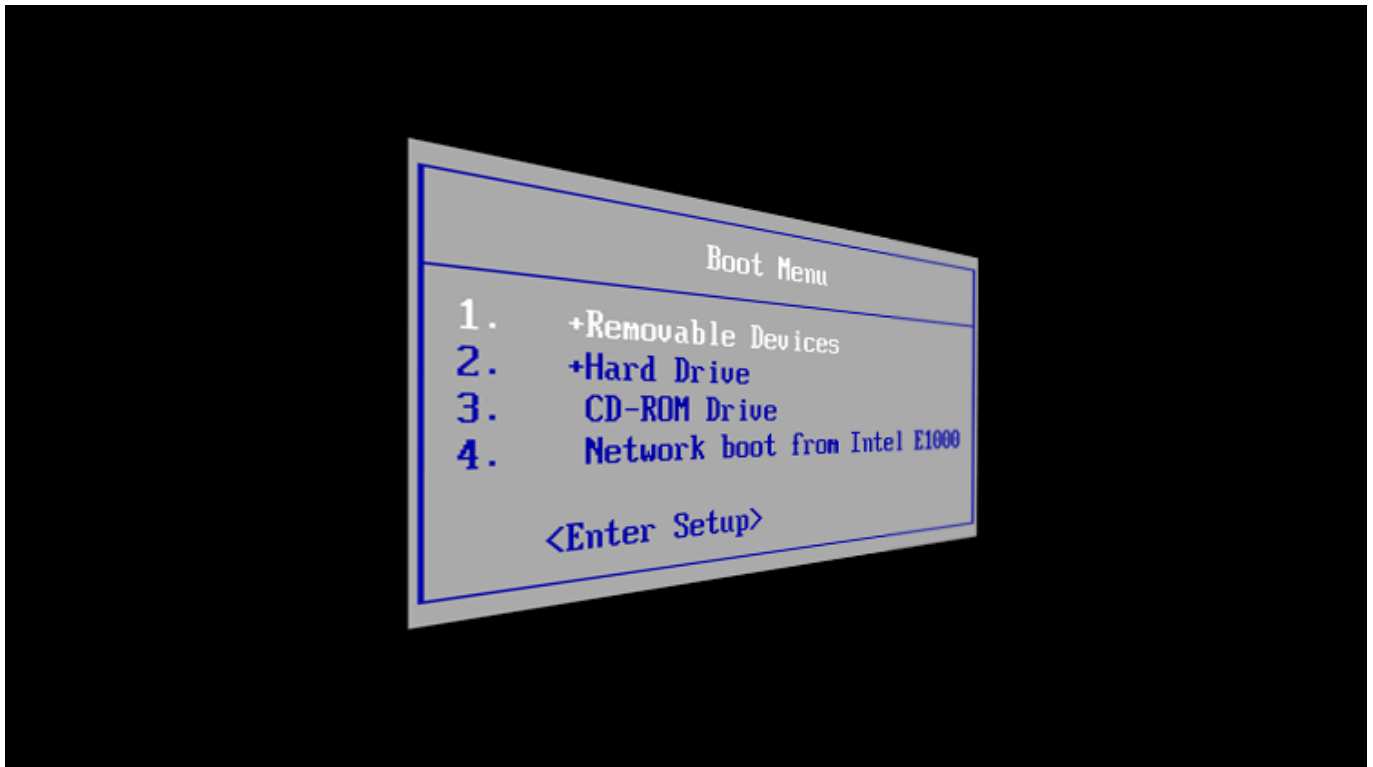 Boot Menu
1. +Removable Devices
2. +Hard Drive
3. CD-ROM Drive
4. Network boot from Intel E1000
<Enter Setup>